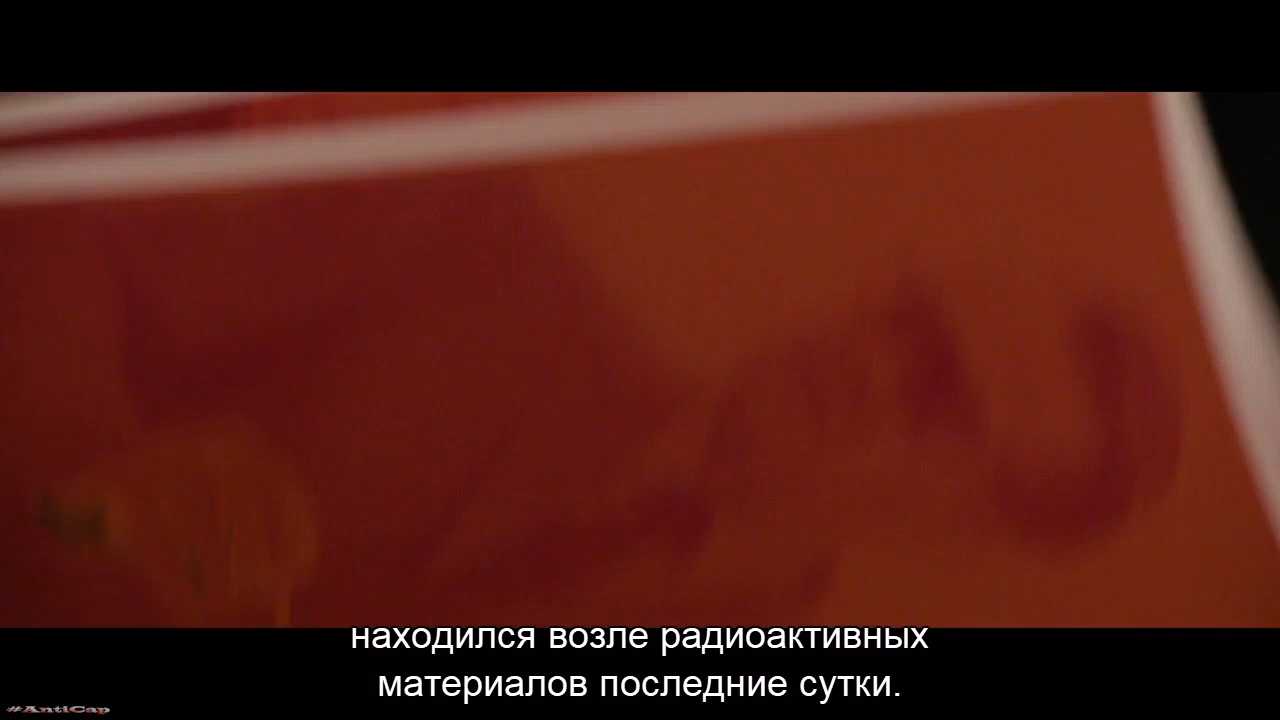 находился возле радиоактивных
материалов последние сутки.
#AntiCap